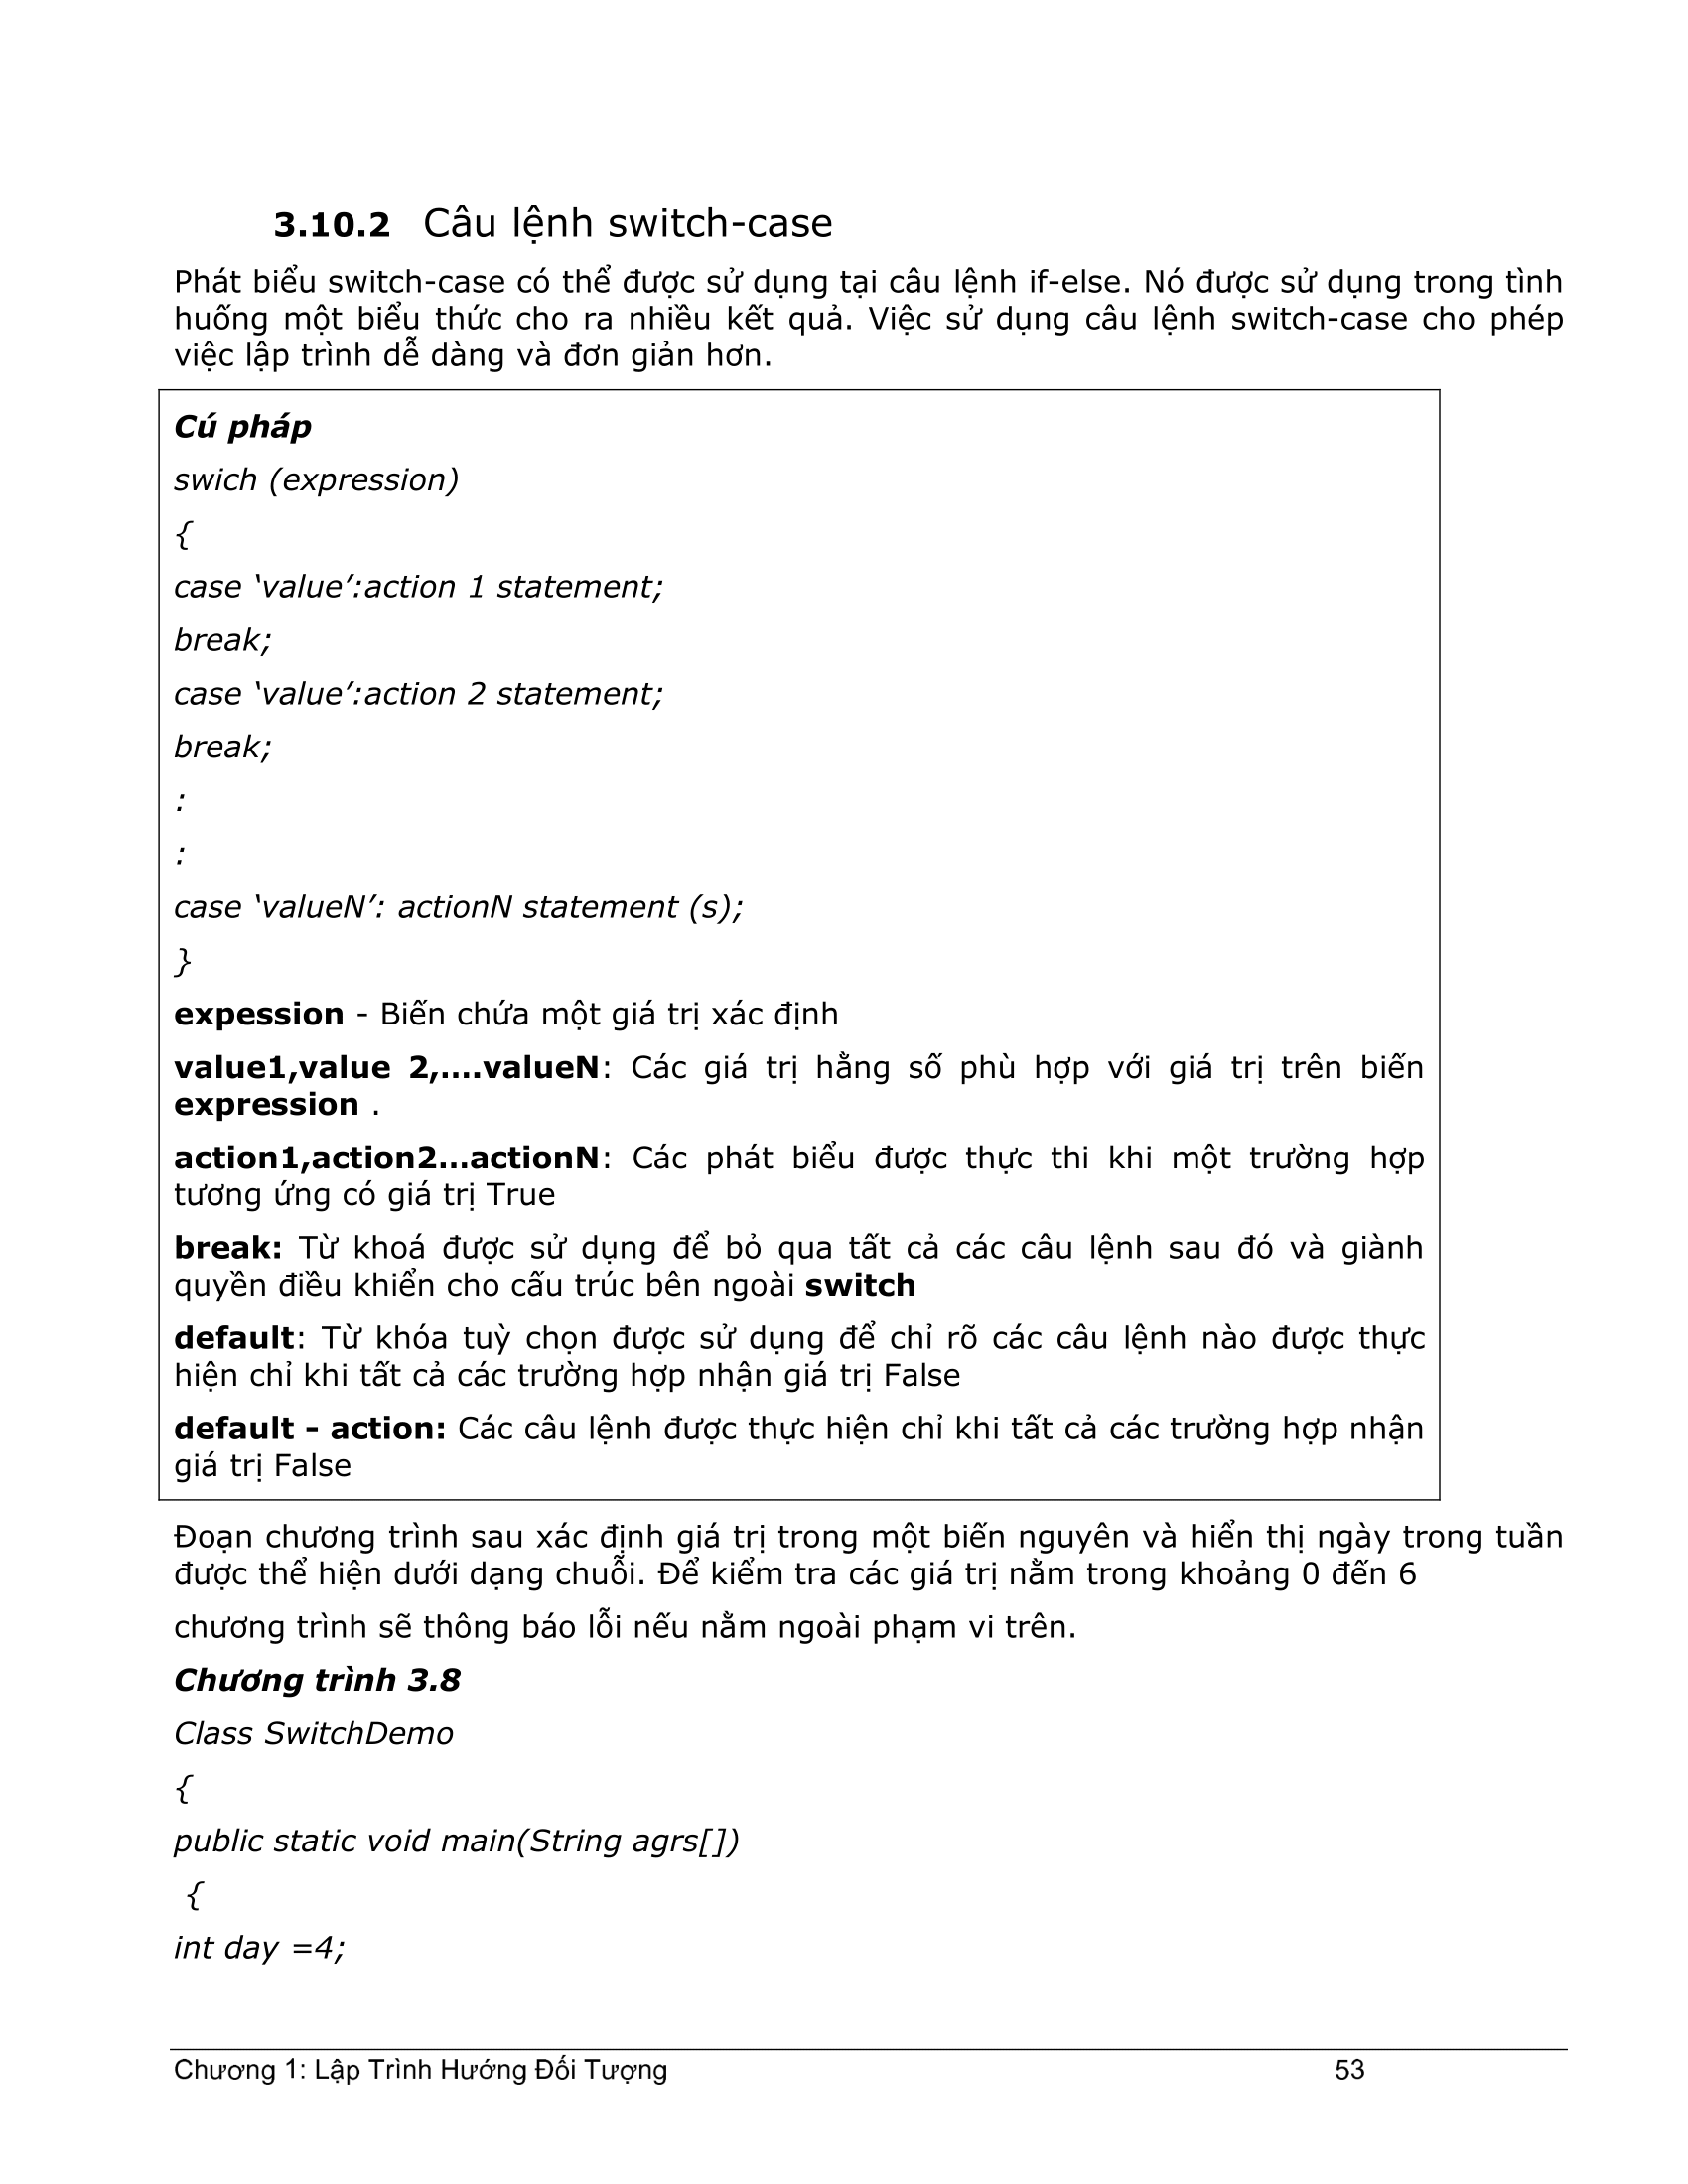 3.10.2 Câu lệnh switch-case
Phát biểu switch-case có thể được sử dụng tại câu lệnh if-else. Nó được sử dụng trong tình
huống một biểu thức cho ra nhiều kết quả. Việc sử dụng câu lệnh switch-case cho phép
việc lập trình dễ dàng và đơn giản hơn.
Cú pháp
swich (expression)
{
case ‘value’:action 1 statement;
break;
case ‘value’:action 2 statement;
break;
:
:
case ‘valueN’: actionN statement (s);
}
expession - Biến chứa một giá trị xác định
value1,value 2,....valueN: Các giá trị hằng số phù hợp với giá trị trên biến
expression .
action1,action2...actionN: Các phát biểu được thực thi khi một trường hợp
tương ứng có giá trị True
break: Từ khoá được sử dụng để bỏ qua tất cả các câu lệnh sau đó và giành
quyền điều khiển cho cấu trúc bên ngoài switch
default: Từ khóa tuỳ chọn được sử dụng để chỉ rõ các câu lệnh nào được thực
hiện chỉ khi tất cả các trường hợp nhận giá trị False
default – action: Các câu lệnh được thực hiện chỉ khi tất cả các trường hợp nhận
giá trị False
Đoạn chương trình sau xác định giá trị trong một biến nguyên và hiển thị ngày trong tuần
được thể hiện dưới dạng chuỗi. Để kiểm tra các giá trị nằm trong khoảng 0 đến 6
chương trình sẽ thông báo lỗi nếu nằm ngoài phạm vi trên.
Chương trình 3.8
Class SwitchDemo
{
public static void main(String agrs[])
{
int day =4;
Chương 1: Lập Trình Hướng Đối Tượng 53